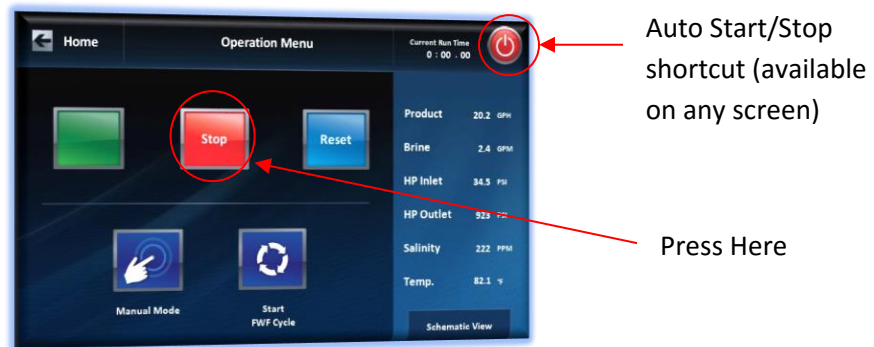 Home
Operation Menu
Current Run Time
0 : 00 . 00
Auto Start/Stop
shortcut (available
on any screen)
Stop
Reset
Product 20.2 GPH
Brine 2.4 GPM
HP Inlet 34.5 PSI
HP Outlet 923 PSI
Salinity 222 PPM
Temp. 82.1 °F
Press Here
Manual Mode
Start
FWF Cycle
Schematic View